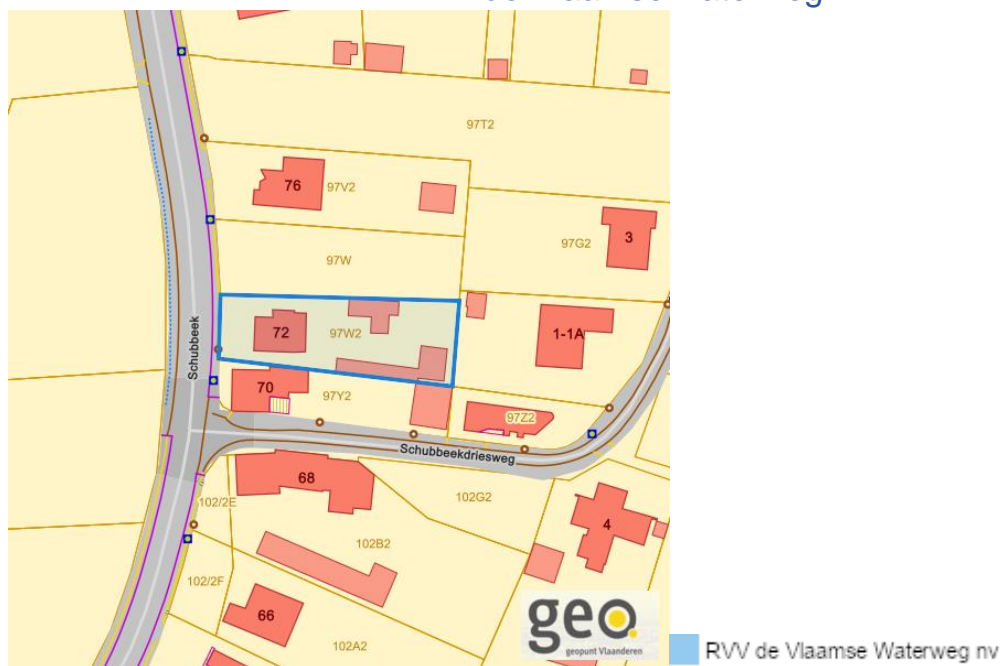 97T2
76 97V2
97G2 3
97W
72 97W2
1-1A
Schubbeek
70 97Y2
97Z2
Schubbeekdriesweg
68
102G2
102/2E
4
102B2
102/2F
66
102A2
geo
geopunt Vlaanderen
RVV de Vlaamse Waterweg nv